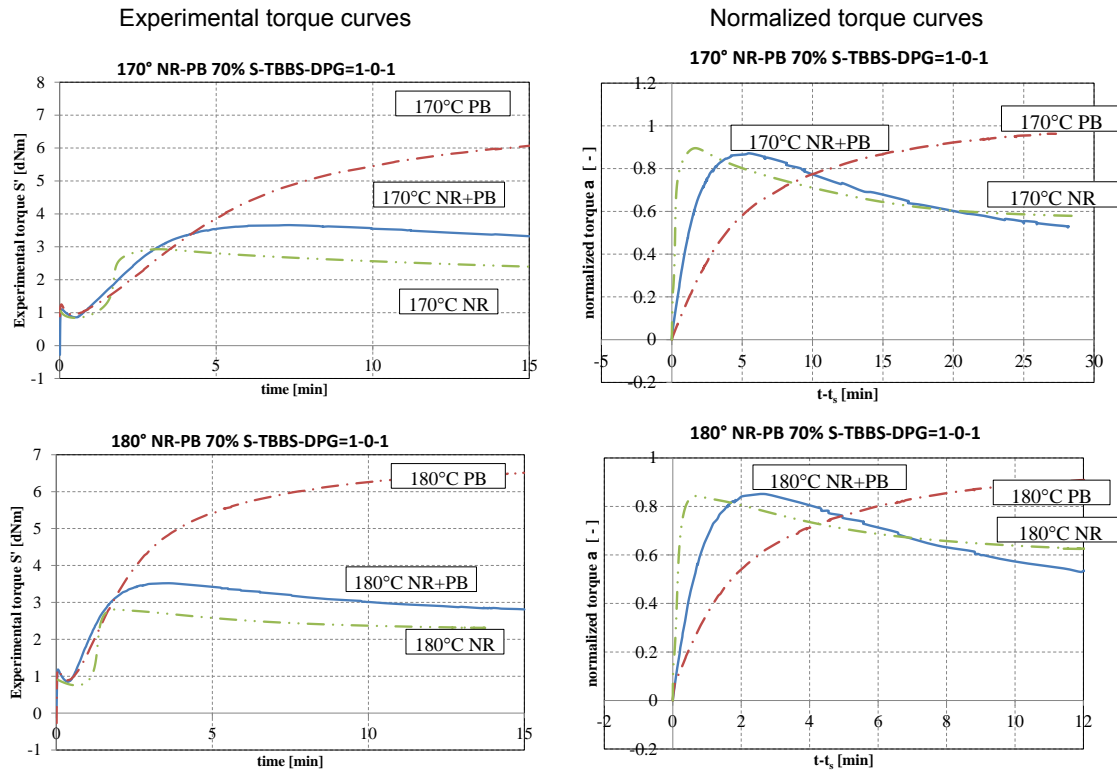 Experimental torque curves
Normalized torque curves
170° NR-PB 70% S-TBBS-DPG=1-0-1
8
7
6
5
4
3
2
1
0
-1
0
5
10
15
Experimental torque S' [dNm]
time [min]
170°C PB
170°C NR+PB
170°C NR
170° NR-PB 70% S-TBBS-DPG=1-0-1
1.2
1
0.8
0.6
0.4
0.2
0
-0.2
-5
0
5
10
15
20
25
30
normalized torque a [ - ]
t-ts [min]
170°C NR+PB
170°C PB
170°C NR
180° NR-PB 70% S-TBBS-DPG=1-0-1
7
6
5
4
3
2
1
0
-1
0
5
10
15
Experimental torque S' [dNm]
time [min]
180°C PB
180°C NR+PB
180°C NR
180° NR-PB 70% S-TBBS-DPG=1-0-1
1
0.8
0.6
0.4
0.2
0
-0.2
-2
0
2
4
6
8
10
12
normalized torque a [ - ]
t-ts [min]
180°C NR+PB
180°C PB
180°C NR